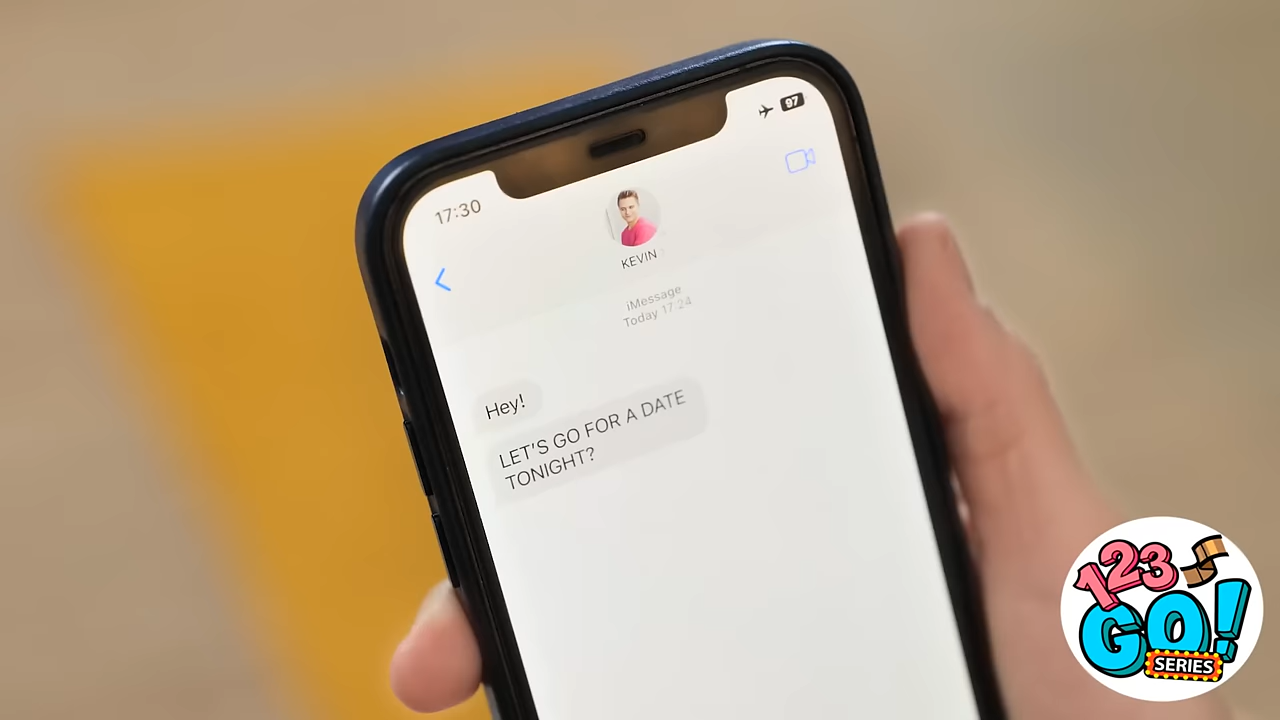 17:30
97
KEVIN
iMessage
Today 17:24
Hey!
LET'S GO FOR A DATE
TONIGHT?
123
GO!
SERIES